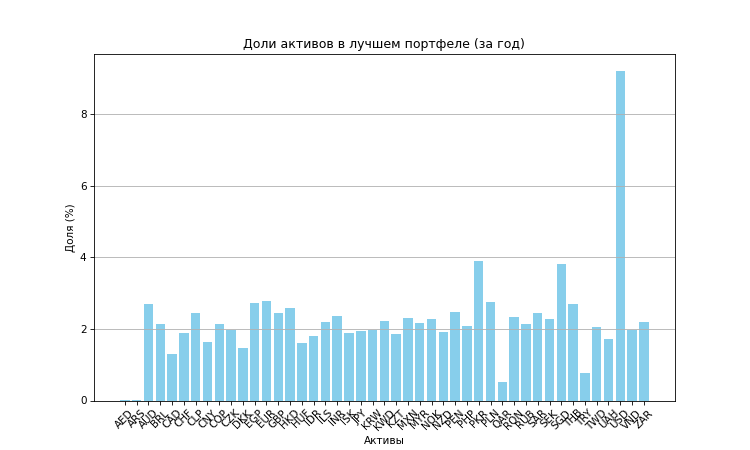 Доли активов в лучшем портфеле (за год)
Доля (%)
8
6
4
2
0
AED ARS AUD BRL CAD CHF CLP CNY COP CZK DKK EGP EUR GBP HKD HUF IDR ILS INR ISK JPY KRW KWD KZT MXN MYR NOK NZD PEN PHP PKR PLN QAR RON RUB SAR SEK SGD THB TRY TWD UAH USD VND ZAR
Активы